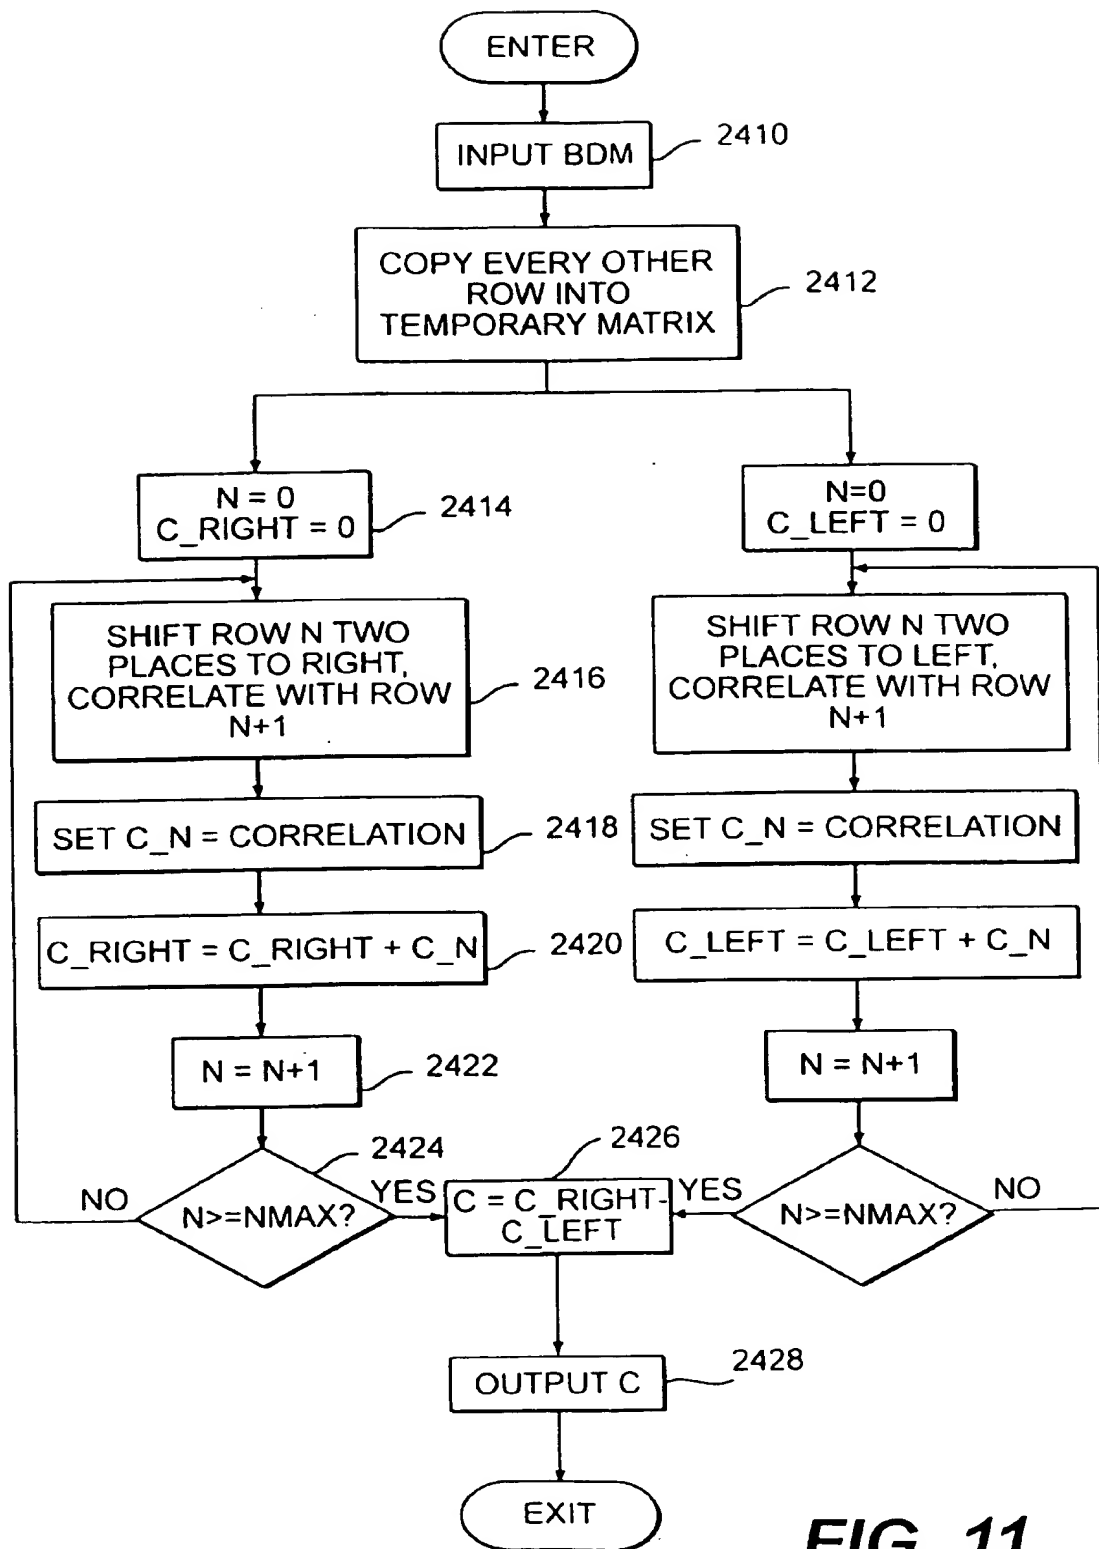 ENTER
INPUT BDM
2410
COPY EVERY OTHER
ROW INTO
TEMPORARY MATRIX
2412
N = 0
C_RIGHT = 0
2414
N=0
C_LEFT = 0
SHIFT ROW N TWO
PLACES TO RIGHT,
CORRELATE WITH ROW
N+1
2416
SHIFT ROW N TWO
PLACES TO LEFT,
CORRELATE WITH ROW
N+1
SET C_N = CORRELATION
2418
SET C_N = CORRELATION
C_RIGHT = C_RIGHT + C_N
2420
C_LEFT = C_LEFT + C_N
N = N+1
2422
N = N+1
2424
N>=NMAX?
NO
YES
2426
C = C_RIGHT-
C_LEFT
YES
N>=NMAX?
NO
OUTPUT C
2428
EXIT
FIG. 11